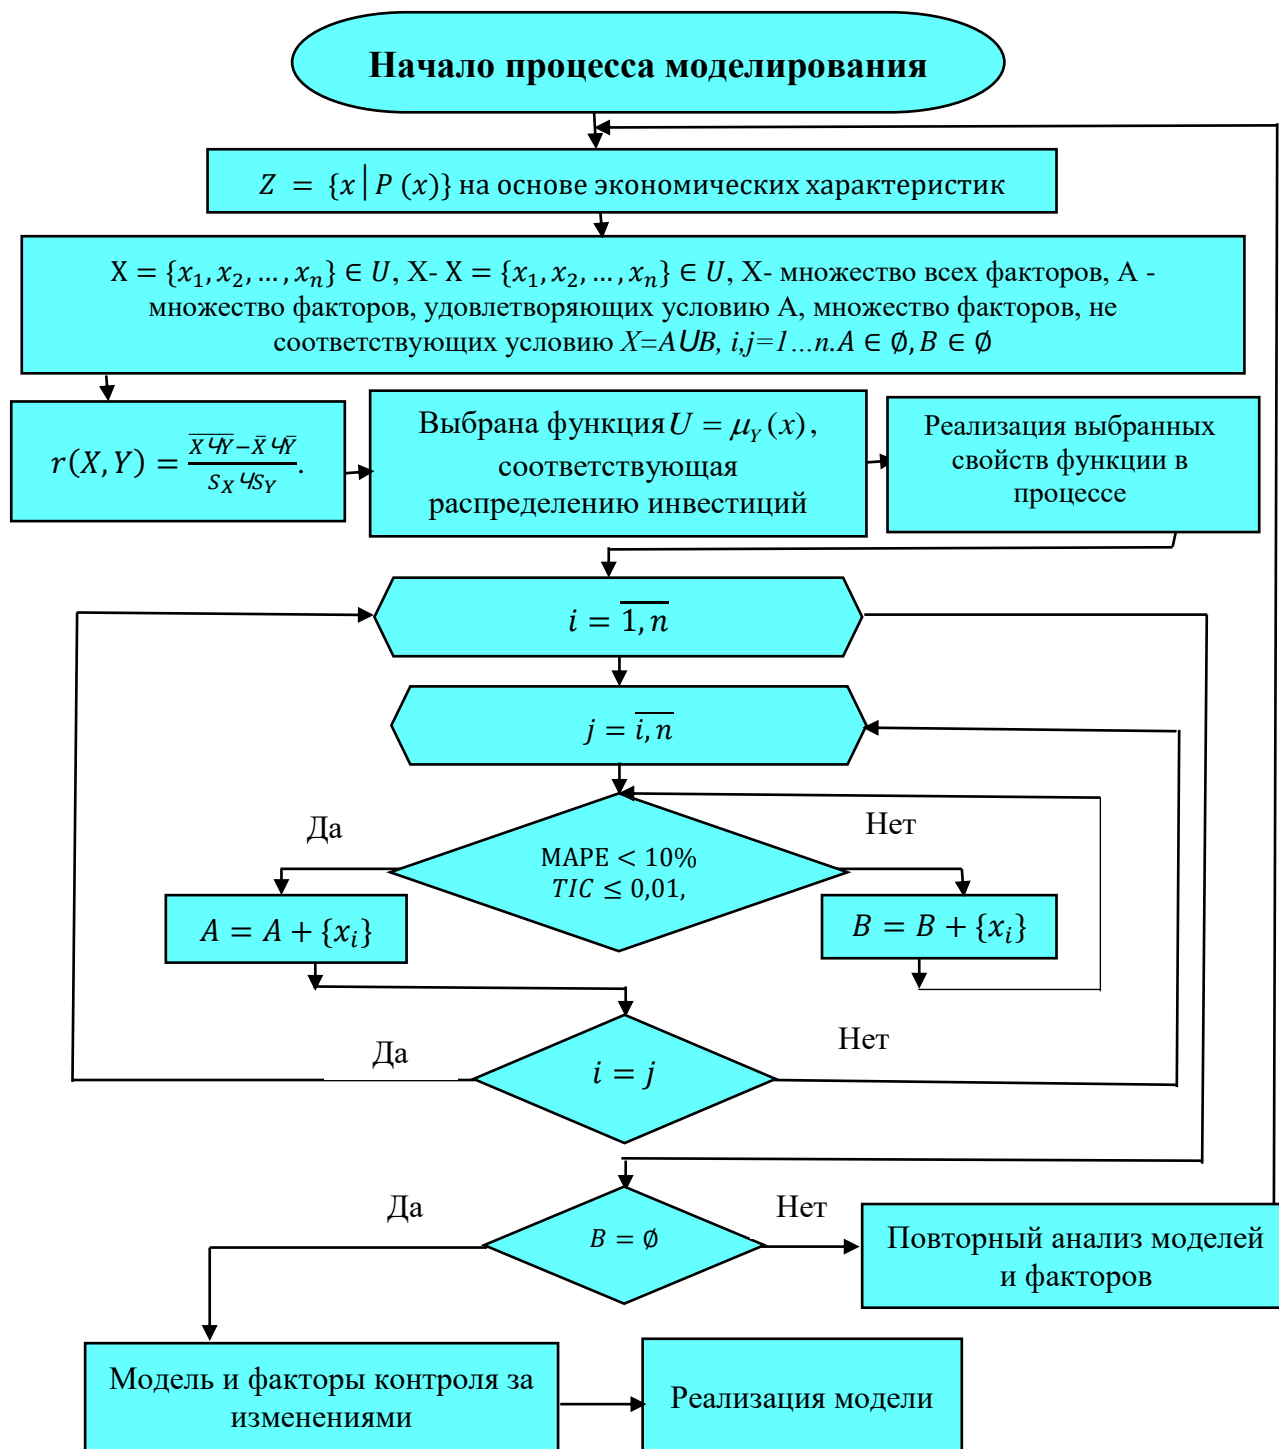 Начало процесса моделирования
Z = {x | P (x)} на основе экономических характеристик
X = {x₁, x₂, …, xₙ} ∈ U, X- X = {x₁, x₂, …, xₙ} ∈ U, X- множество всех факторов, А -
множество факторов, удовлетворяющих условию А, множество факторов, не
соответствующих условию X=A⋃B, i,j=1…n.A ∈ ∅, B ∈ ∅
r(X, Y) = (X̅Ч̅Y̅−X̅ЧY̅)/(S_X ЧS_Y).
Выбрана функция U = μ_Y (x) ,
соответствующая
распределению инвестиций
Реализация выбранных
свойств функции в
процессе
i = 1, n
j = i, n
Да
Нет
MAPE < 10%
TIC ≤ 0,01,
A = A + {xᵢ}
B = B + {xᵢ}
Да
Нет
i = j
Да
Нет
B = ∅
Повторный анализ моделей
и факторов
Модель и факторы контроля за
изменениями
Реализация модели